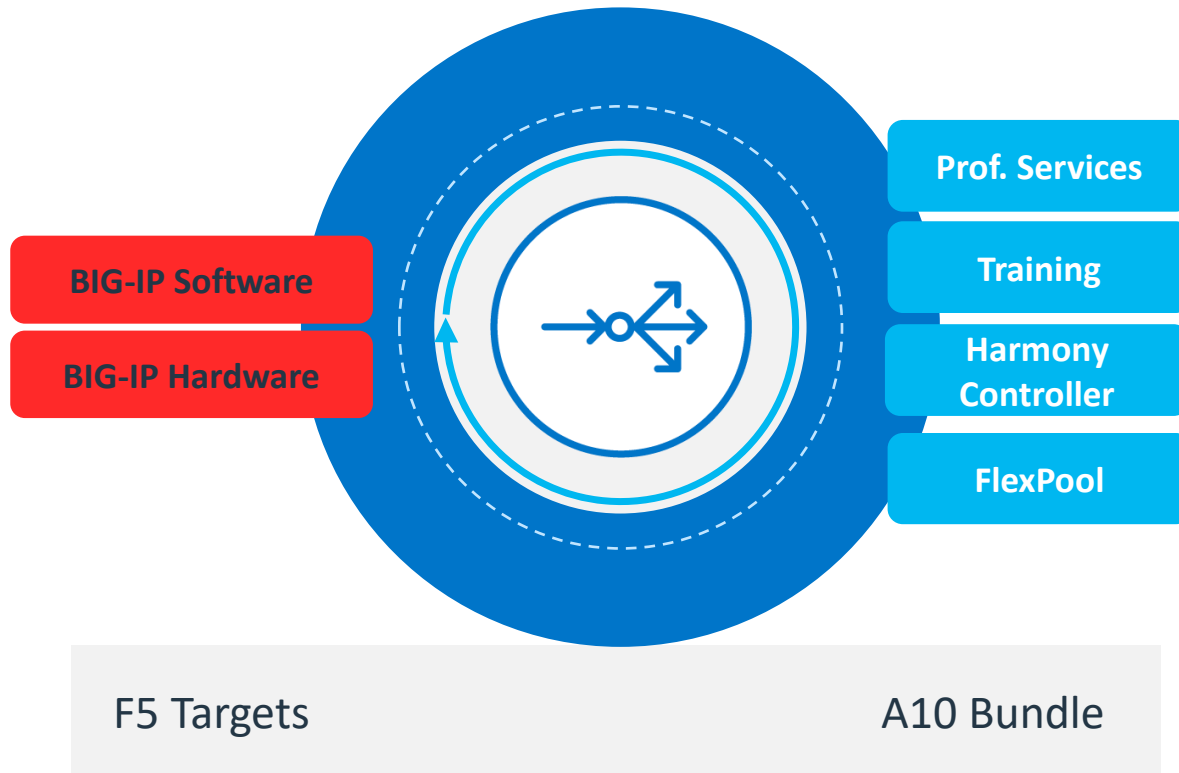 BIG-IP Software
BIG-IP Hardware
Prof. Services
Training
Harmony
Controller
FlexPool
F5 Targets
A10 Bundle